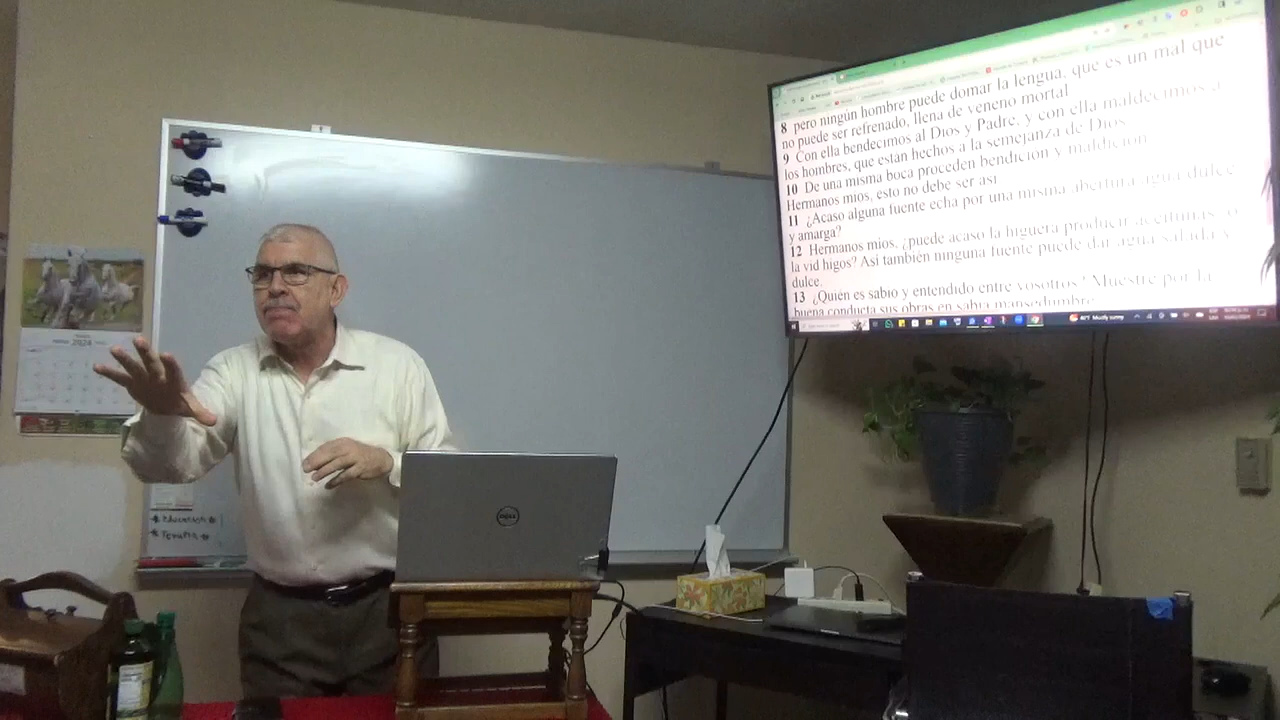 8 pero ningún hombre puede domar la lengua, que es un mal que
no puede ser refrenado, llena de veneno mortal
9 Con ella bendecimos al Dios y Padre, y con ella maldecimos a
los hombres, que están hechos a la semejanza de Dios
10 De una misma boca proceden bendición y maldición
Hermanos míos, esto no debe ser así
11 ¿Acaso alguna fuente echa por una misma abertura agua dulce
y amarga?
12 Hermanos míos, ¿puede acaso la higuera producir aceitunas, o
la vid higos? Así también ninguna fuente puede dar agua salada y
dulce.
13 ¿Quién es sabio y entendido entre vosotros? Muestre por la
buena conducta sus obras en sabia mansedumbre
Mostly sunny
2024
DELL